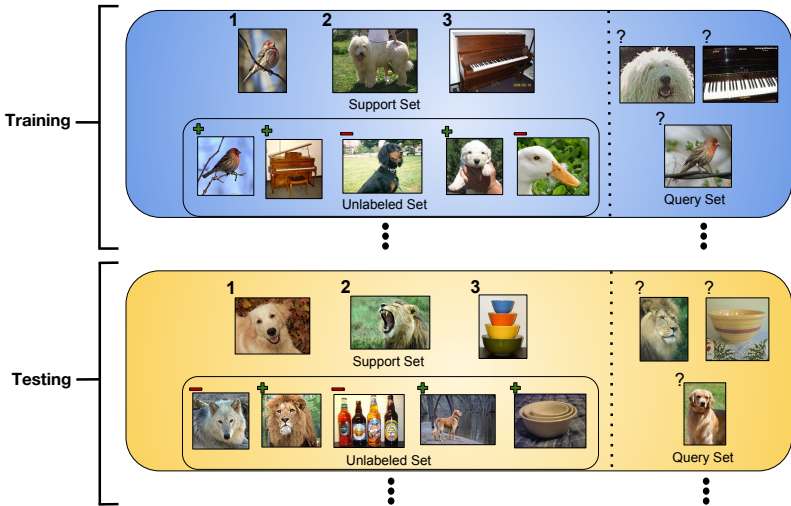 1 2 3
? ?
Support Set
Training
?
+ + − + −
Unlabeled Set
Query Set
1 2 3
? ?
Support Set
Testing
?
− + − + +
Unlabeled Set
Query Set